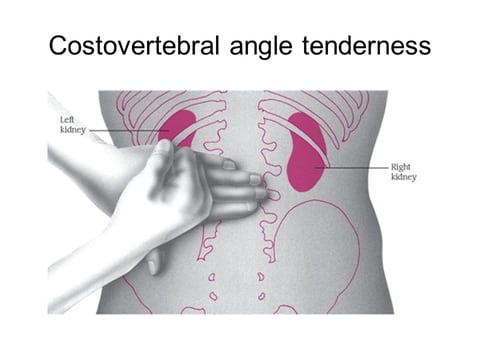 Costovertebral angle tenderness
Left
kidney
Right
kidney